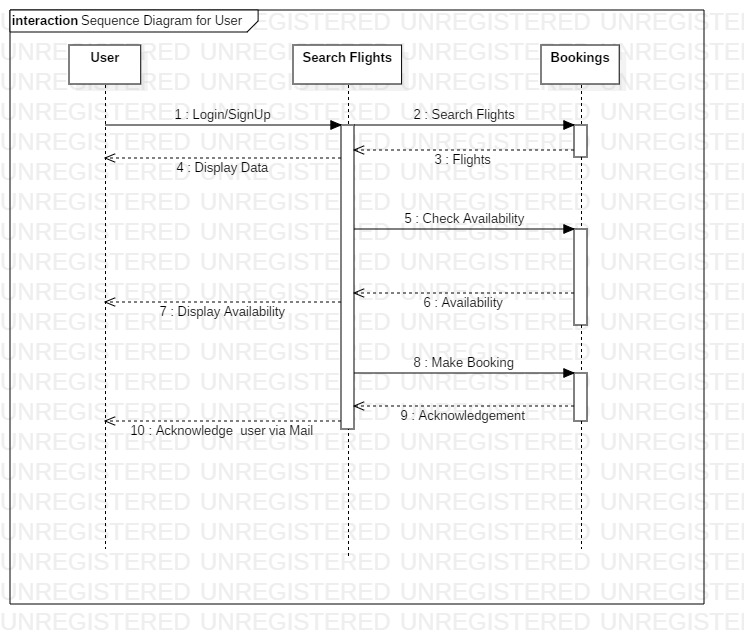 interaction Sequence Diagram for User
User
Search Flights
Bookings
1 : Login/SignUp
2 : Search Flights
3 : Flights
4 : Display Data
5 : Check Availability
6 : Availability
7 : Display Availability
8 : Make Booking
9 : Acknowledgement
10 : Acknowledge  user via Mail
UNREGISTERED UNREGISTERED UNREGISTERED UNREGISTERED